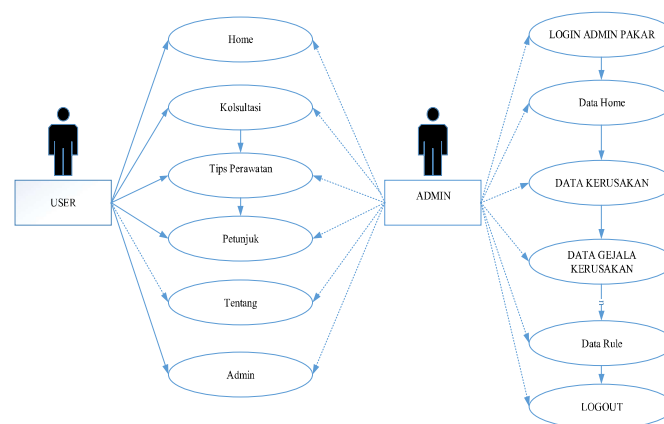 Home
Kolsultasi
Tips Perawatan
Petunjuk
Tentang
Admin
USER
ADMIN
LOGIN ADMIN PAKAR
Data Home
DATA KERUSAKAN
DATA GEJALA
KERUSAKAN
Data Rule
LOGOUT